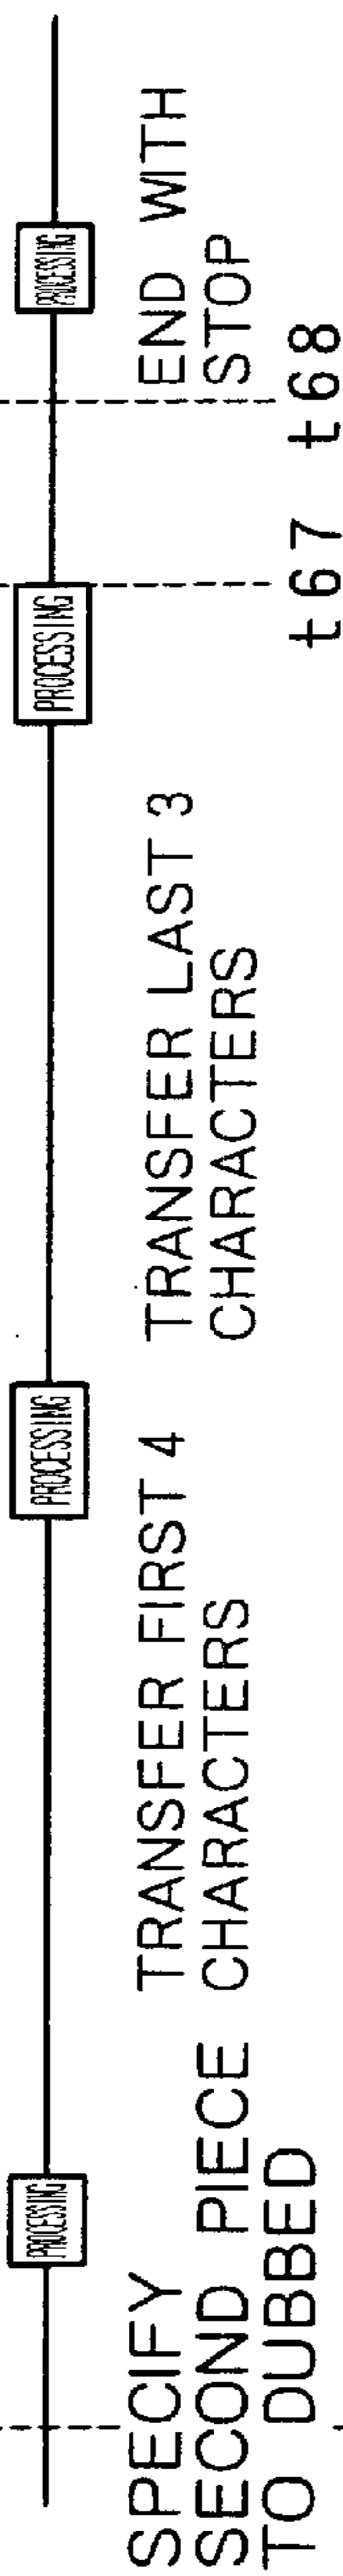 PROCESSING
PROCESSING
PROCESSING
PROCESSING
SPECIFY
SECOND PIECE
TO DUBBED
TRANSFER FIRST 4
CHARACTERS
TRANSFER LAST 3
CHARACTERS
END WITH
STOP
t67 t68